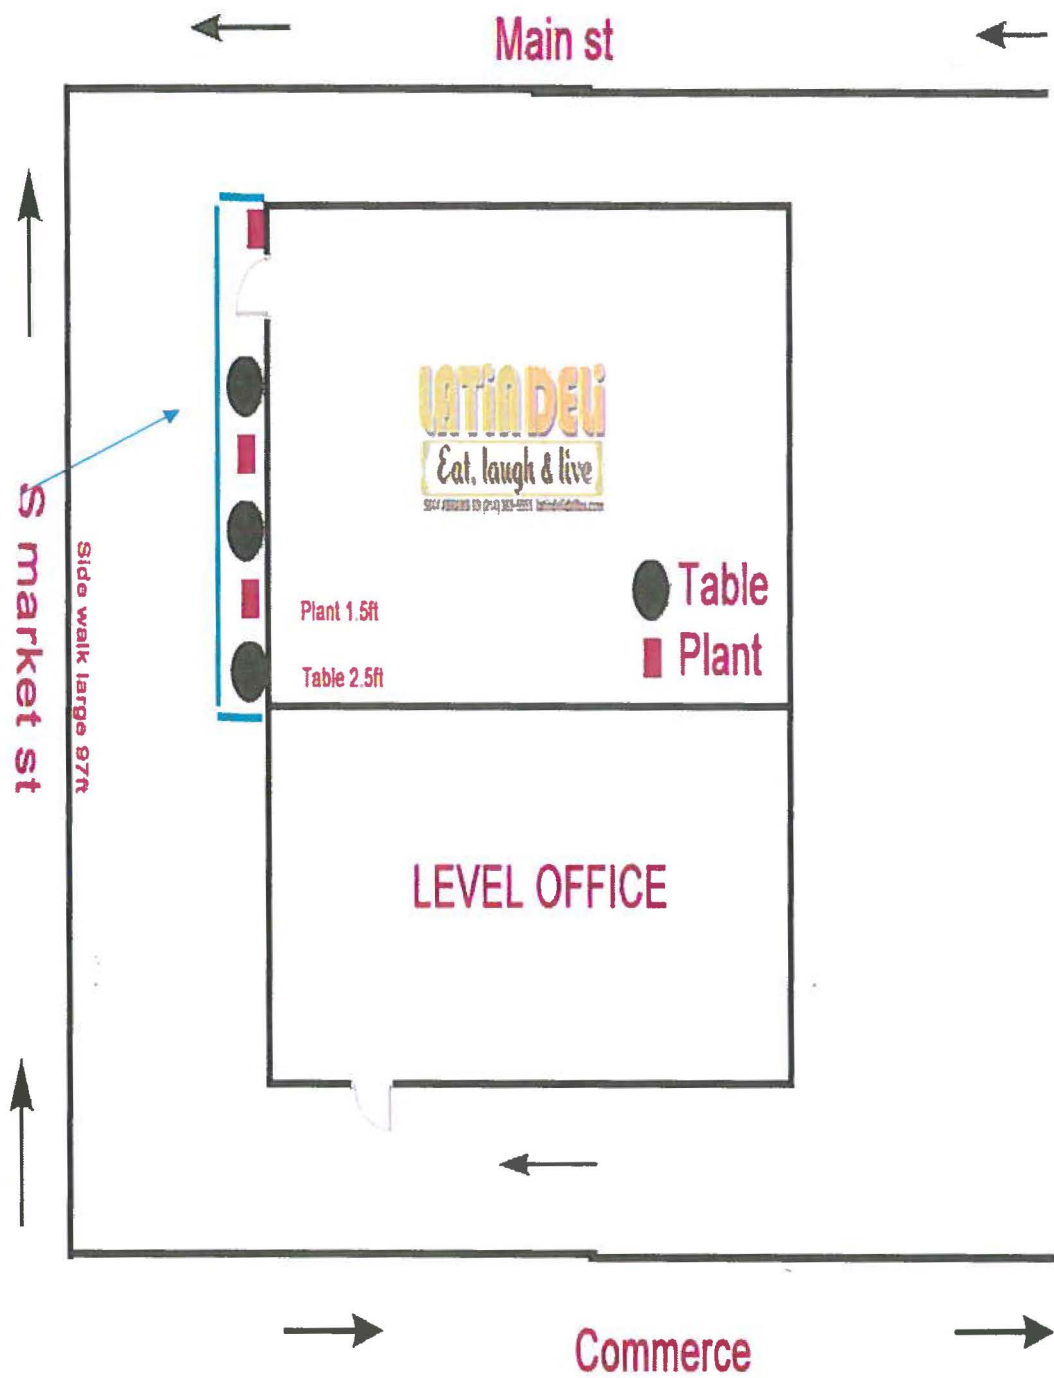 Main st
LATIN DELi
Eat, laugh & live
S market st
Side walk large 97ft
Table
Plant
Plant 1.5ft
Table 2.5ft
LEVEL OFFICE
Commerce